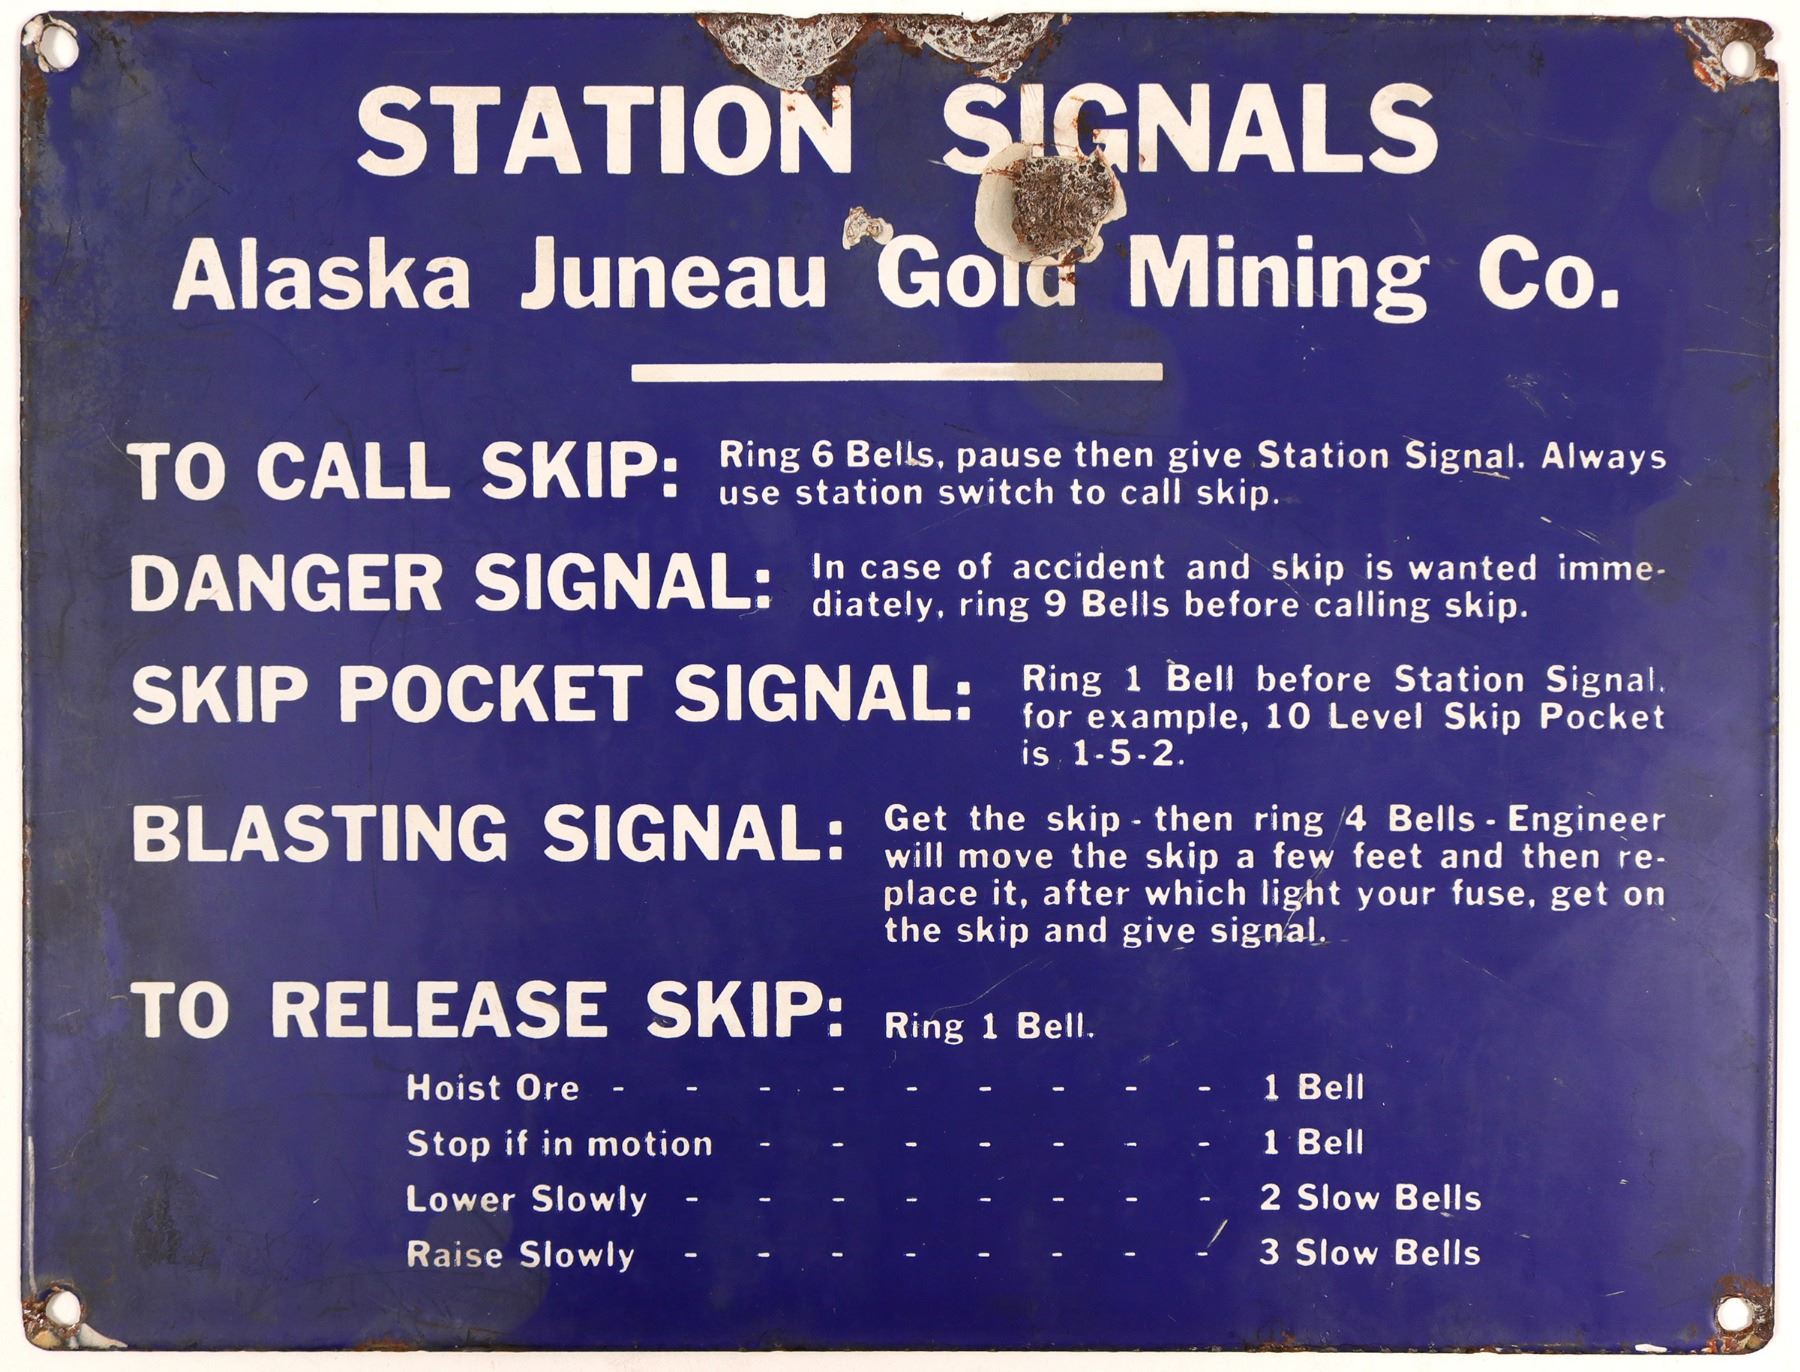 STATION SIGNALS
Alaska Juneau Gold Mining Co.
TO CALL SKIP: Ring 6 Bells, pause then give Station Signal. Always
use station switch to call skip.
DANGER SIGNAL: In case of accident and skip is wanted imme-
diately, ring 9 Bells before calling skip.
SKIP POCKET SIGNAL: Ring 1 Bell before Station Signal.
for example, 10 Level Skip Pocket
is 1-5-2.
BLASTING SIGNAL: Get the skip - then ring 4 Bells - Engineer
will move the skip a few feet and then re-
place it, after which light your fuse, get on
the skip and give signal.
TO RELEASE SKIP: Ring 1 Bell.
Hoist Ore - - - - - - - - - 1 Bell
Stop if in motion - - - - - - - 1 Bell
Lower Slowly - - - - - - - - 2 Slow Bells
Raise Slowly - - - - - - - - 3 Slow Bells